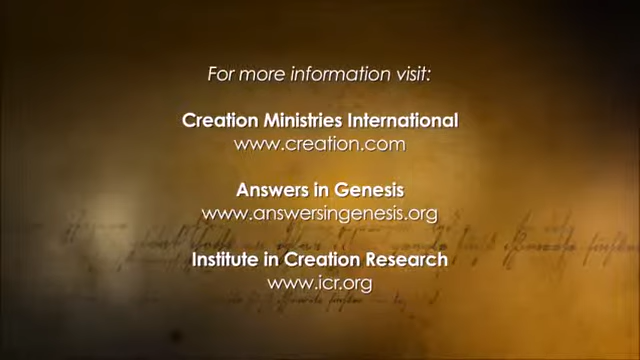 For more information visit:
Creation Ministries International
www.creation.com
Answers in Genesis
www.answersingenesis.org
Institute in Creation Research
www.icr.org